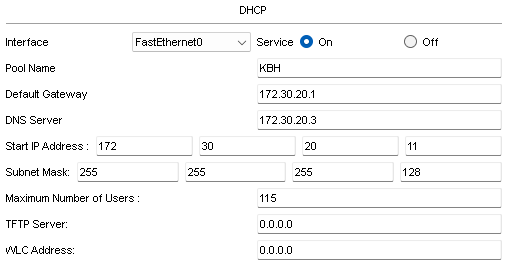 DHCP
Interface FastEthernet0 Service On Off
Pool Name KBH
Default Gateway 172.30.20.1
DNS Server 172.30.20.3
Start IP Address : 172 30 20 11
Subnet Mask: 255 255 255 128
Maximum Number of Users : 115
TFTP Server: 0.0.0.0
WLC Address: 0.0.0.0